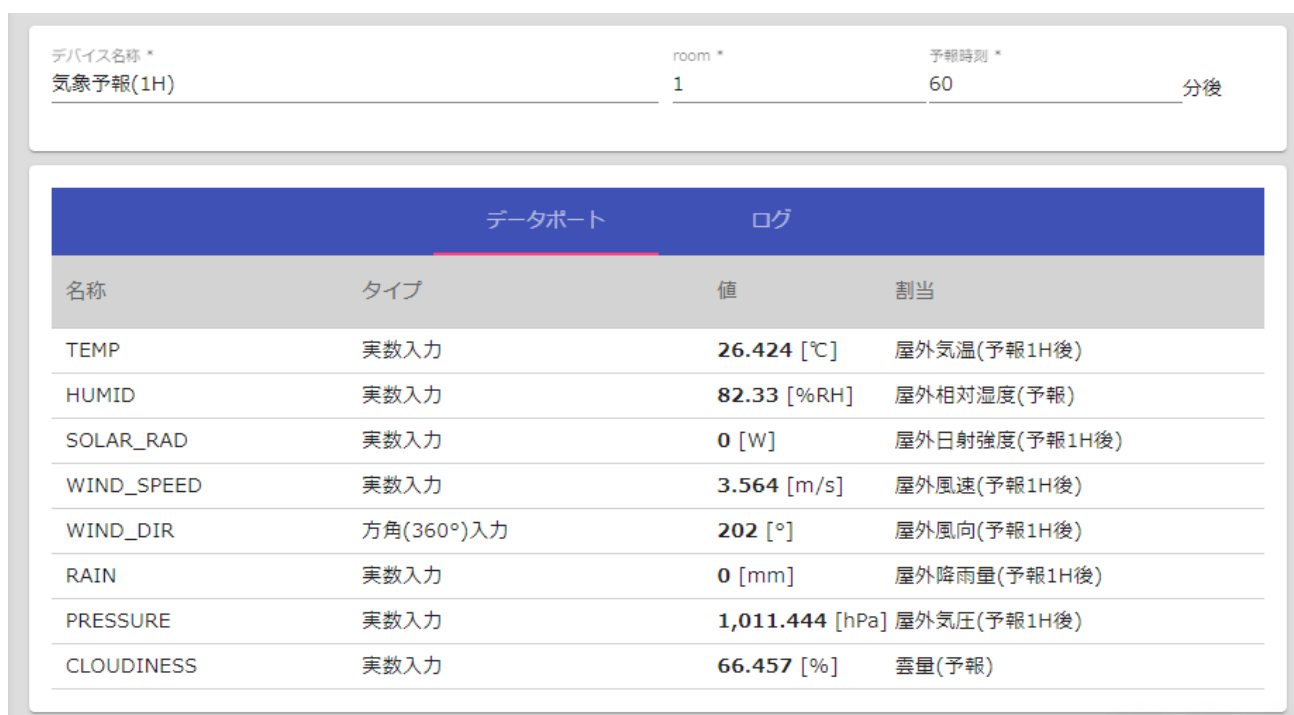 デバイス名称 * room * 予報時刻 *
気象予報(1H) 1 60 分後
データポート ログ
名称 タイプ 値 割当
TEMP 実数入力 26.424 [℃] 屋外気温(予報1H後)
HUMID 実数入力 82.33 [%RH] 屋外相対湿度(予報)
SOLAR_RAD 実数入力 0 [W] 屋外日射強度(予報1H後)
WIND_SPEED 実数入力 3.564 [m/s] 屋外風速(予報1H後)
WIND_DIR 方角(360°)入力 202 [°] 屋外風向(予報1H後)
RAIN 実数入力 0 [mm] 屋外降雨量(予報1H後)
PRESSURE 実数入力 1,011.444 [hPa] 屋外気圧(予報1H後)
CLOUDINESS 実数入力 66.457 [%] 雲量(予報)